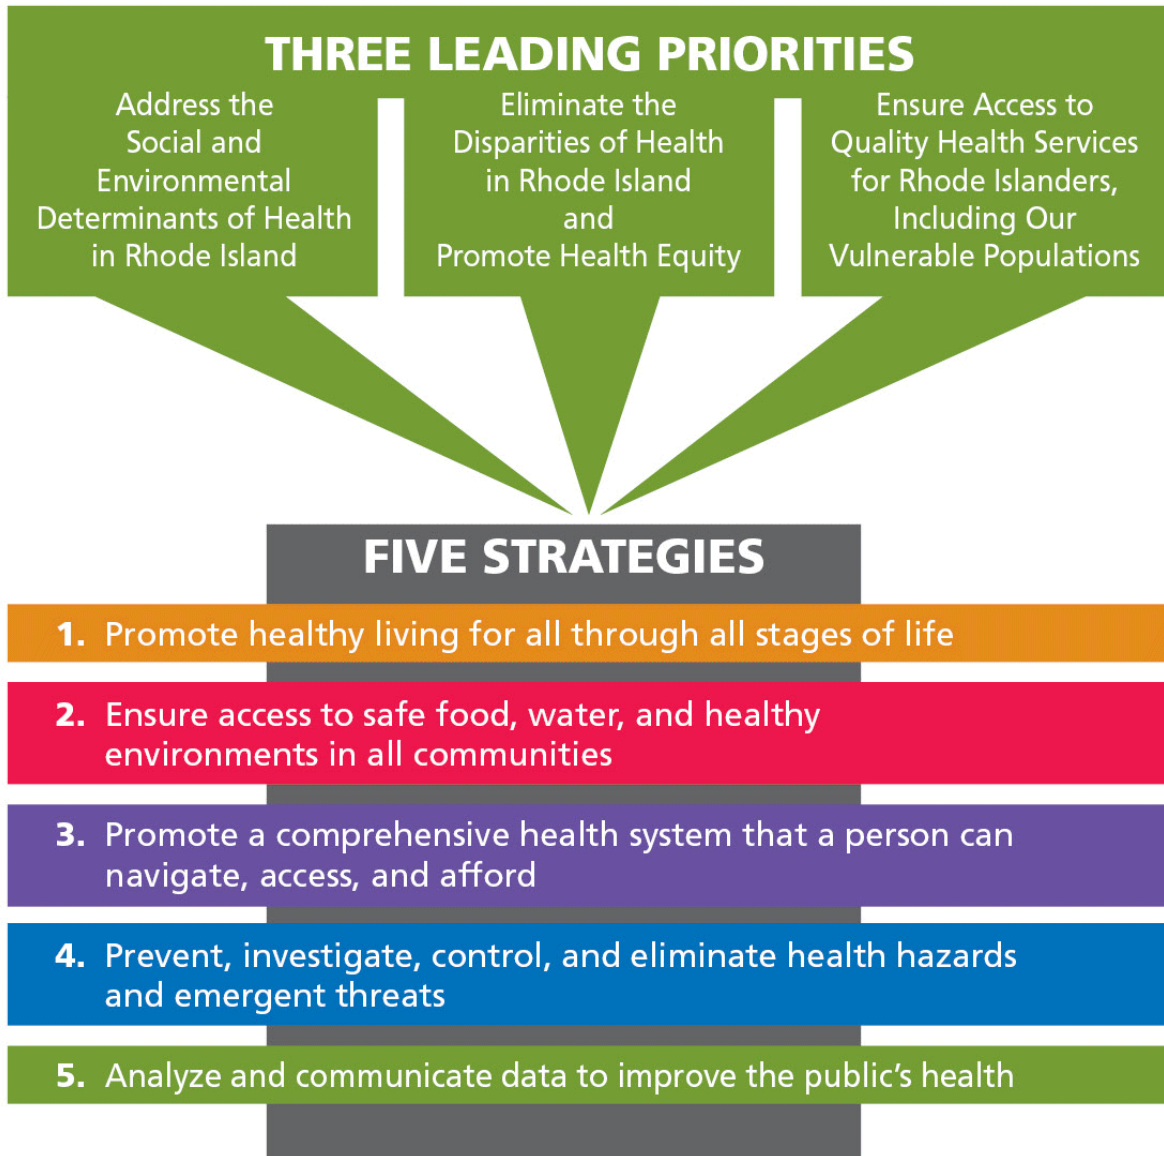 THREE LEADING PRIORITIES
Address the
Social and
Environmental
Determinants of Health
in Rhode Island
Eliminate the
Disparities of Health
in Rhode Island
and
Promote Health Equity
Ensure Access to
Quality Health Services
for Rhode Islanders,
Including Our
Vulnerable Populations
FIVE STRATEGIES
1. Promote healthy living for all through all stages of life
2. Ensure access to safe food, water, and healthy
environments in all communities
3. Promote a comprehensive health system that a person can
navigate, access, and afford
4. Prevent, investigate, control, and eliminate health hazards
and emergent threats
5. Analyze and communicate data to improve the public’s health